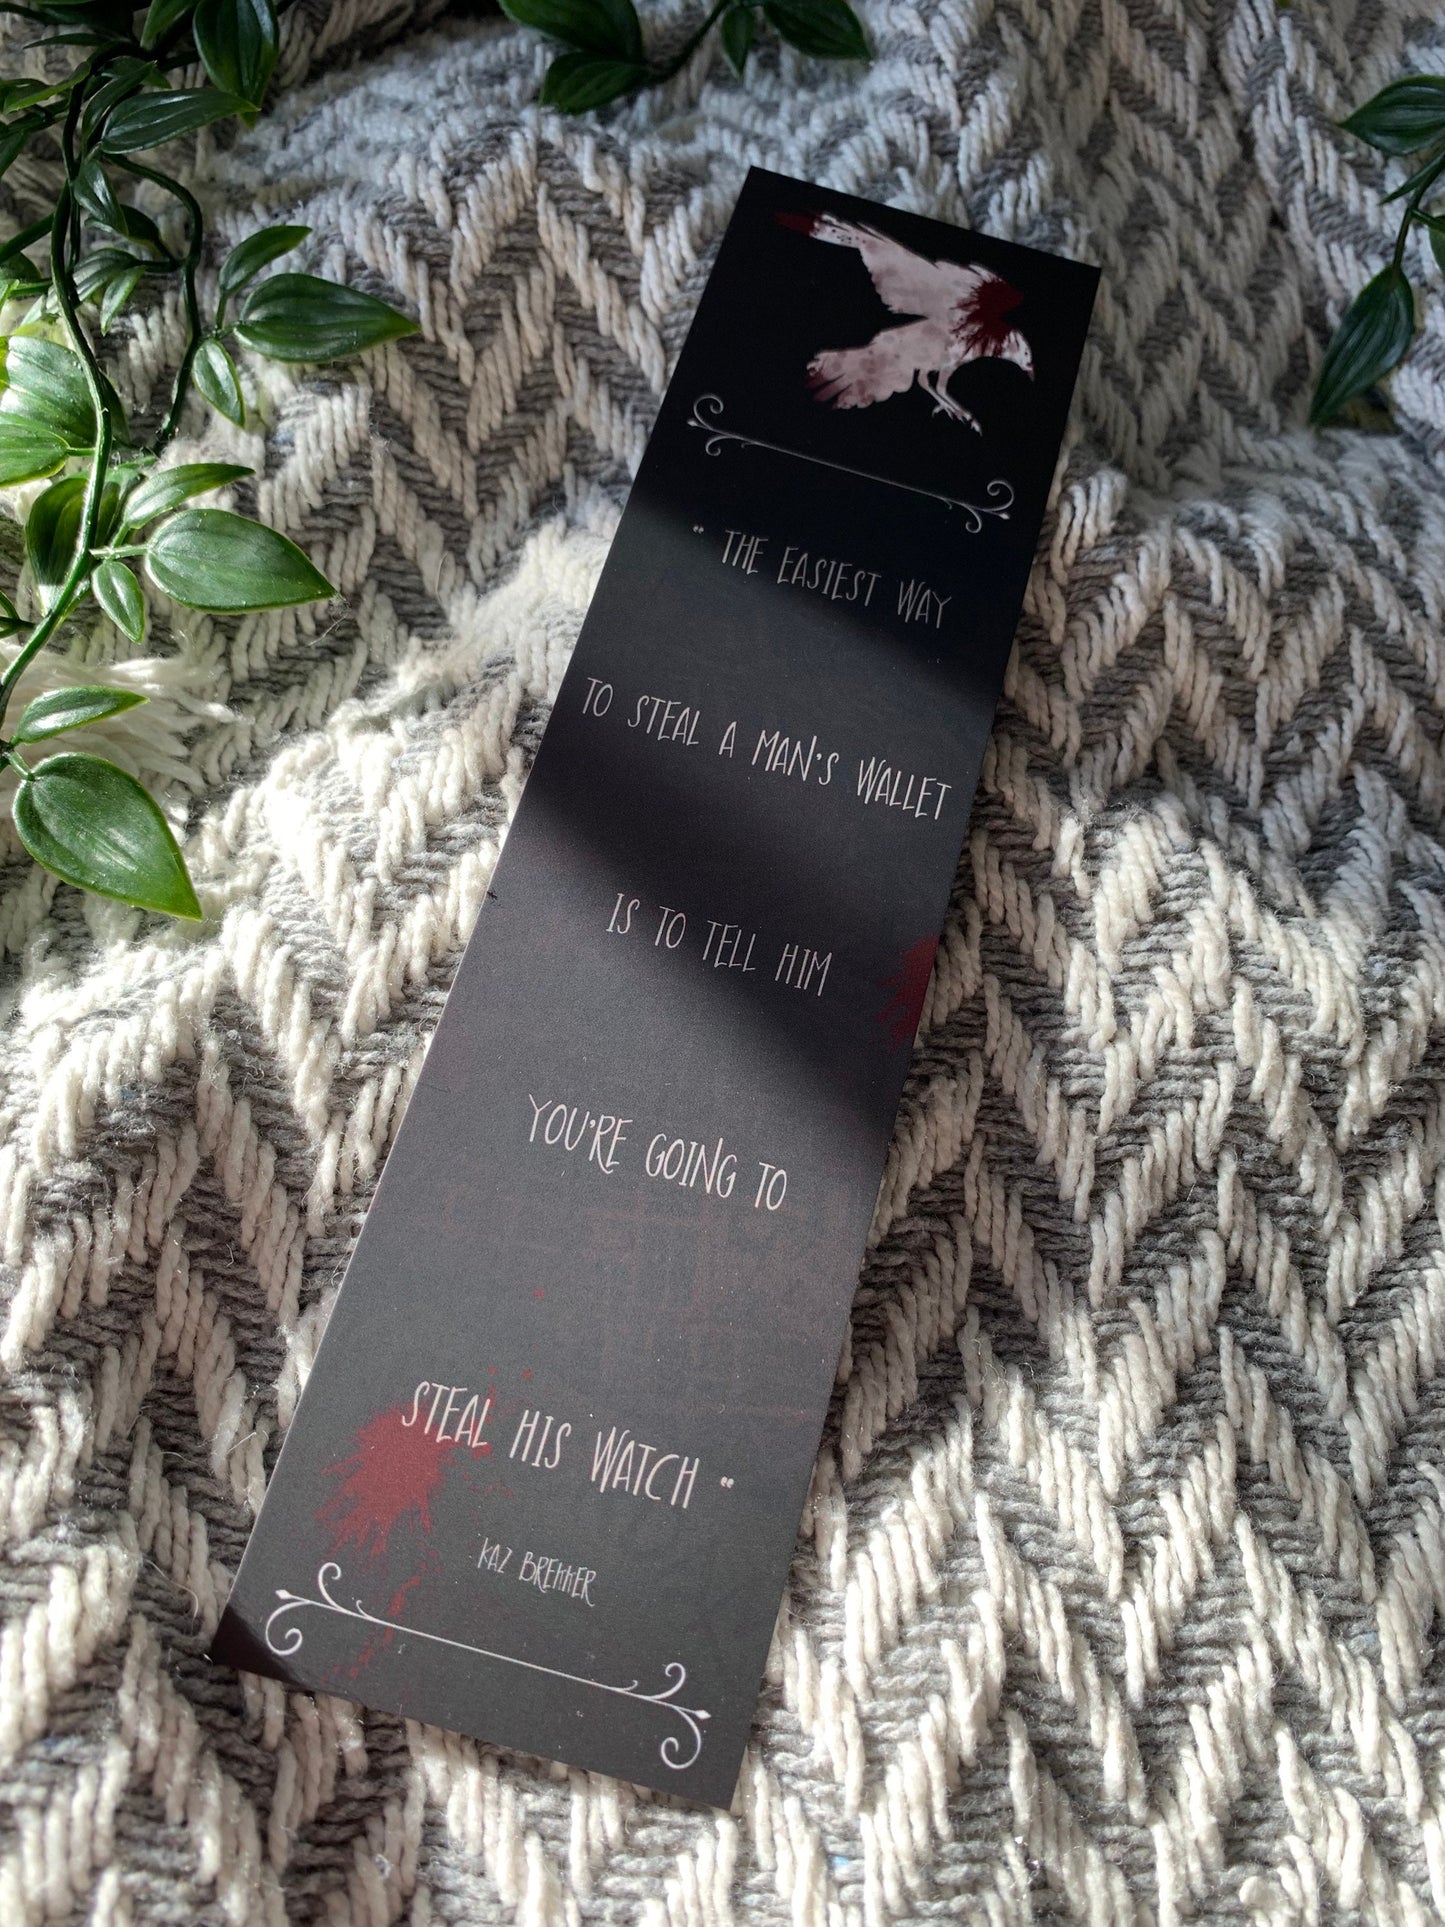 “ THE EASIEST WAY
TO STEAL A MAN'S WALLET
IS TO TELL HIM
YOU'RE GOING TO
STEAL HIS WATCH “
KAZ BREKKER